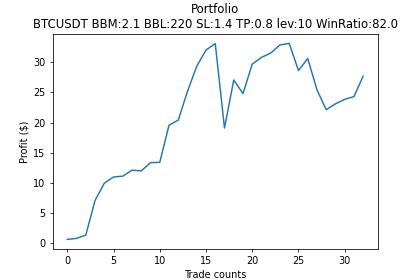 Portfolio
BTCUSDT BBM:2.1 BBL:220 SL:1.4 TP:0.8 lev:10 WinRatio:82.0
Profit ($)
30
25
20
15
10
5
0
0 5 10 15 20 25 30
Trade counts